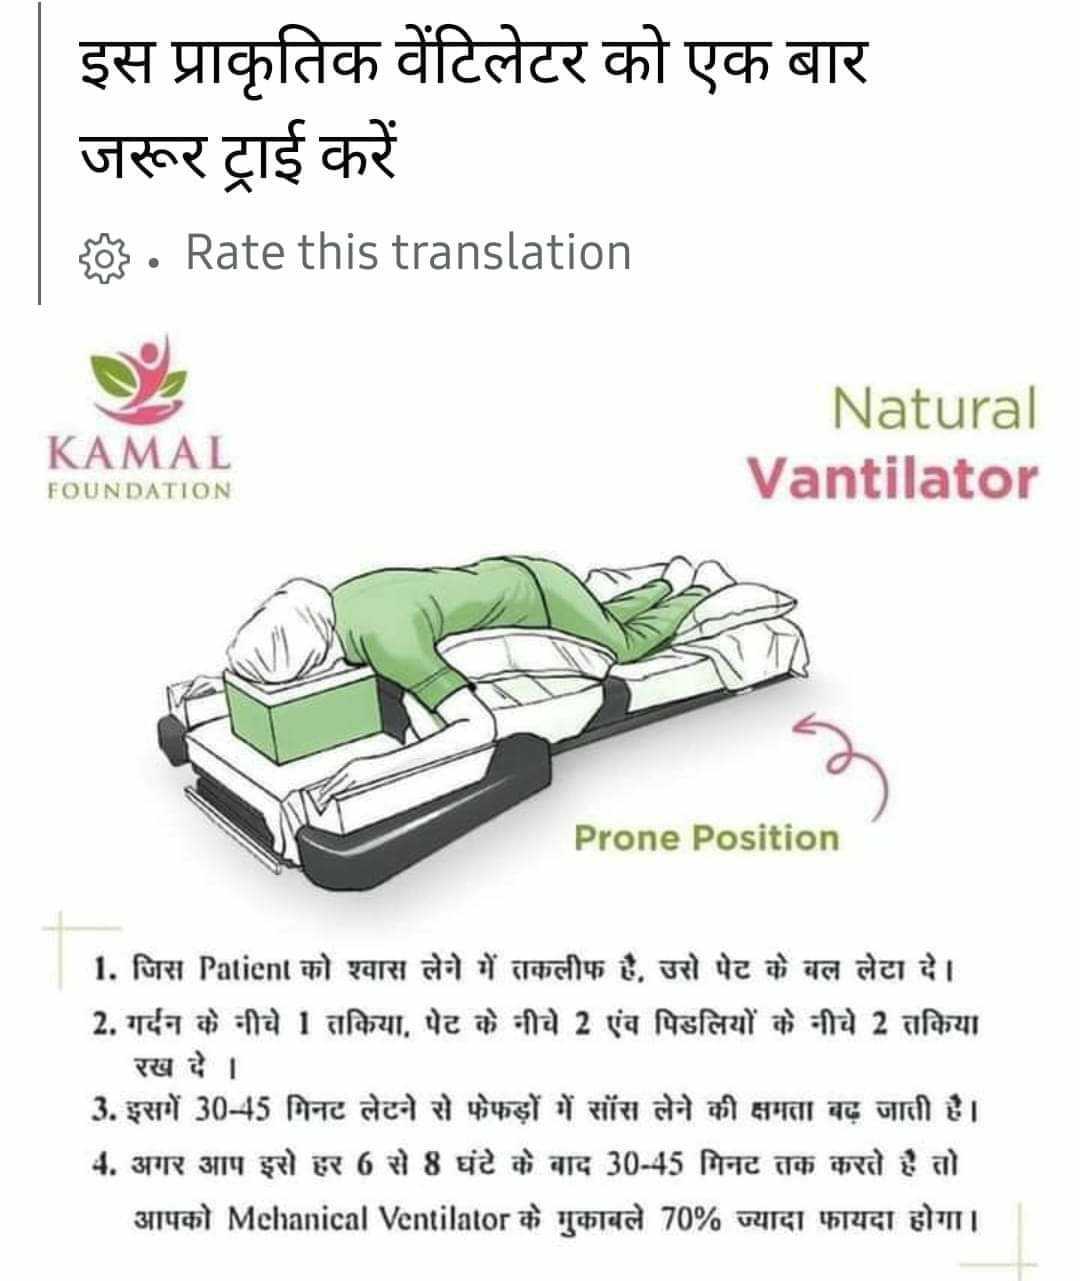 इस प्राकृतिक वेंटिलेटर को एक बार
जरूर ट्राई करें
. Rate this translation
KAMAL
FOUNDATION
Natural
Vantilator
Prone Position
1. जिस Patient को श्वास लेने में तकलीफ है, उसे पेट के बल लेटा दे।
2. गर्दन के नीचे 1 तकिया, पेट के नीचे 2 एंव पिडलियों के नीचे 2 तकिया
रख दे ।
3. इसमें 30-45 मिनट लेटने से फेफड़ों में साँस लेने की क्षमता बढ़ जाती है।
4. अगर आप इसे हर 6 से 8 घंटे के बाद 30-45 मिनट तक करते है तो
आपको Mchanical Ventilator के मुकाबले 70% ज्यादा फायदा होगा।